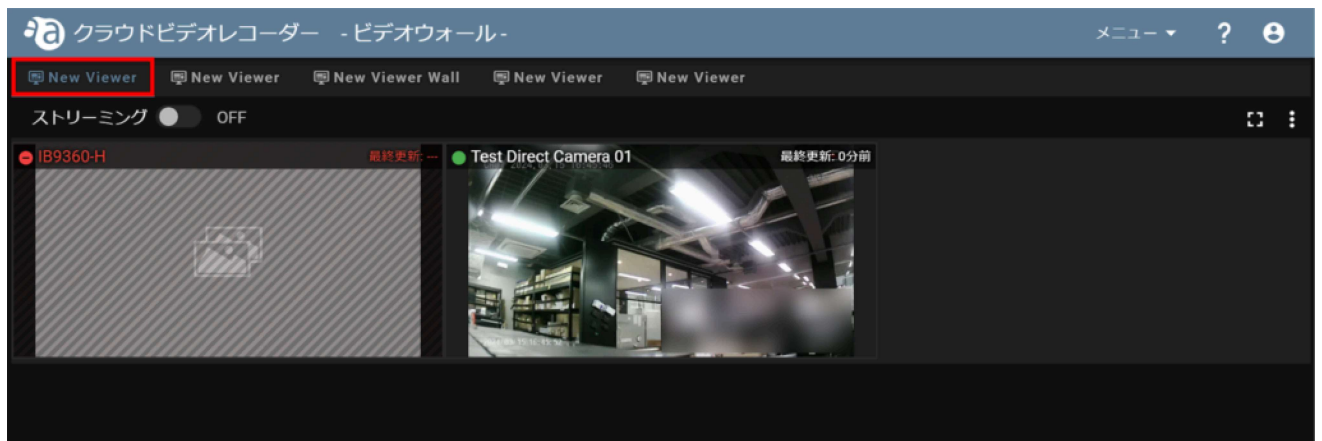 クラウドビデオレコーダー - ビデオウォール -
メニュー ▼ ?
New Viewer New Viewer New Viewer Wall New Viewer New Viewer
ストリーミング OFF
IB9360-H 最終更新: --- Test Direct Camera 01 最終更新: 0分前